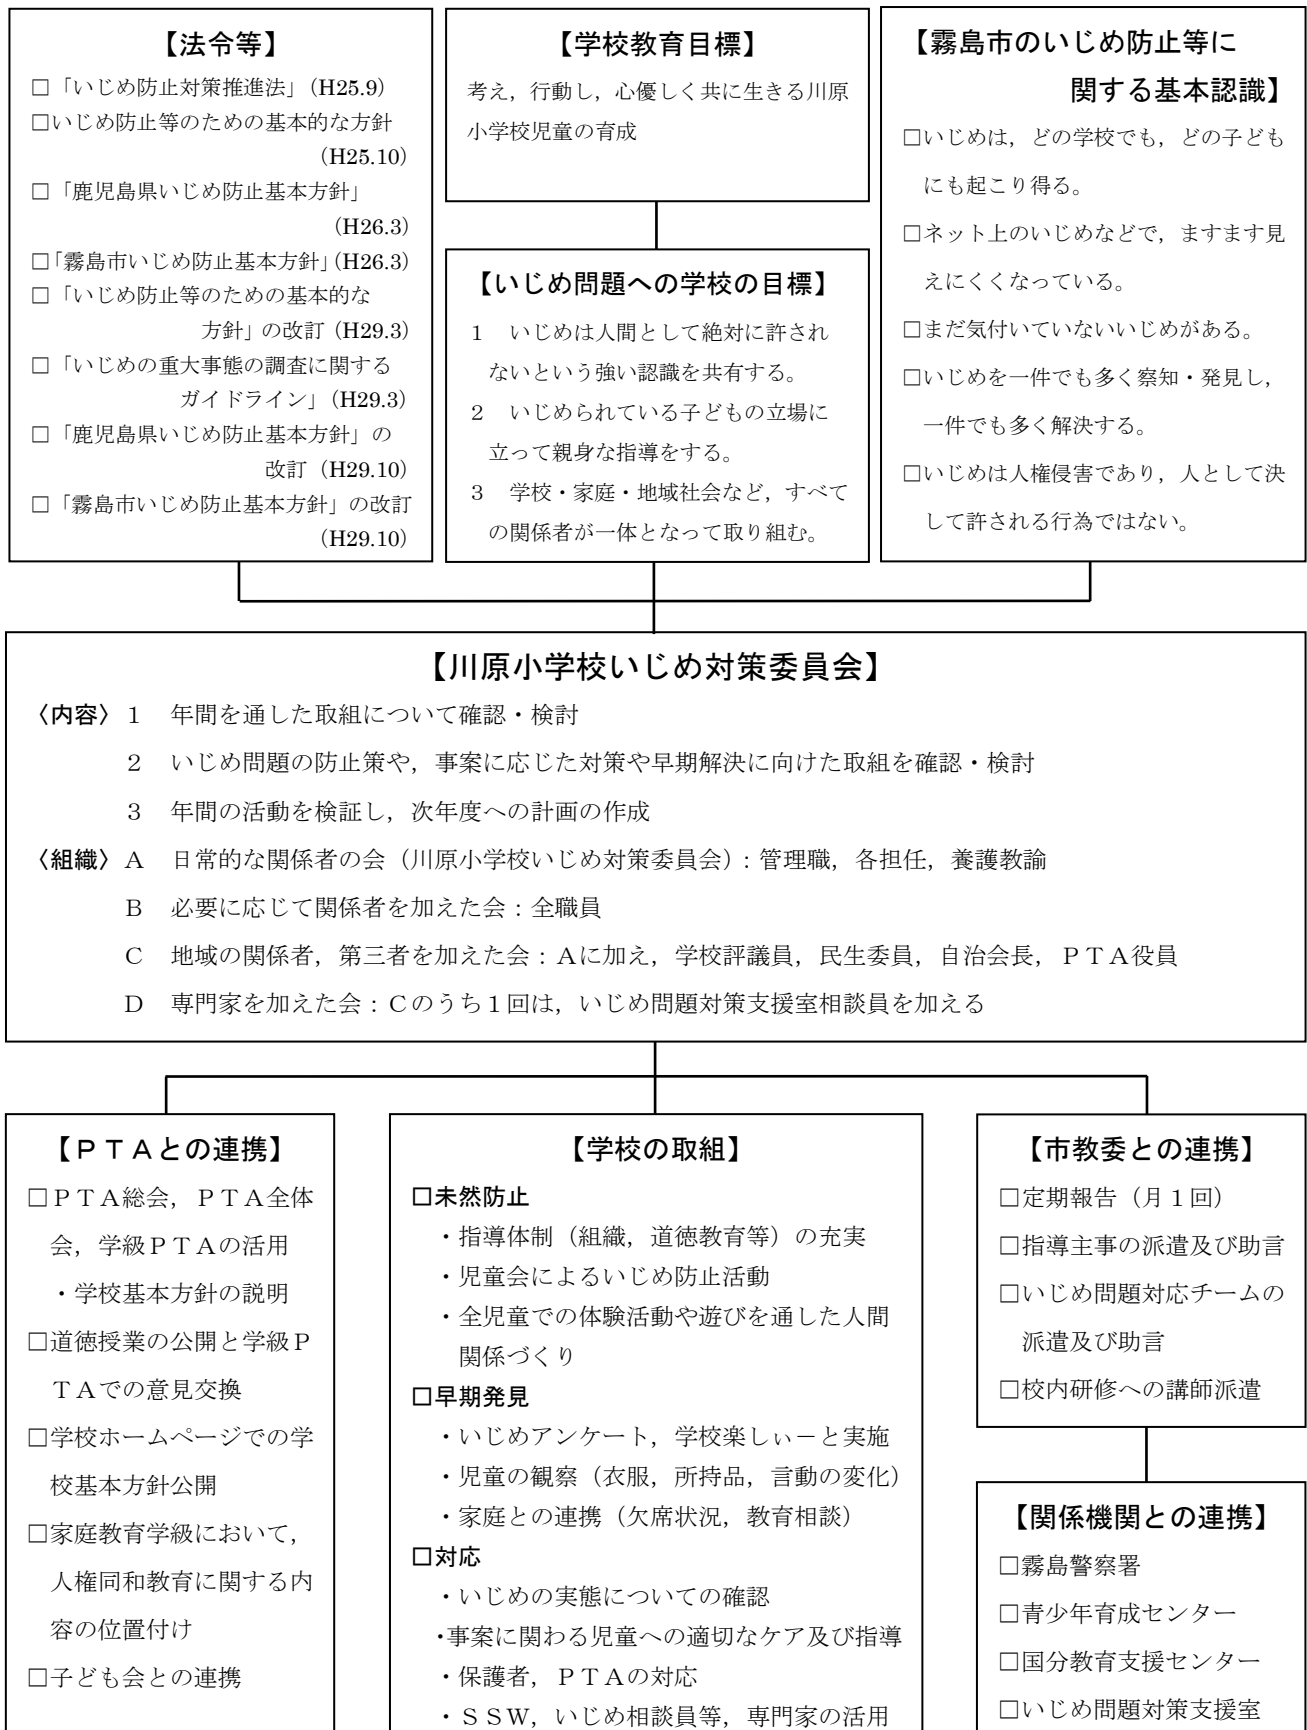 【法令等】
□「いじめ防止対策推進法」(H25.9)
□いじめ防止等のための基本的な方針
(H25.10)
□「鹿児島県いじめ防止基本方針」
(H26.3)
□「霧島市いじめ防止基本方針」(H26.3)
□「いじめ防止等のための基本的な
方針」の改訂（H29.3）
□「いじめの重大事態の調査に関する
ガイドライン」（H29.3）
□「鹿児島県いじめ防止基本方針」の
改訂（H29.10）
□「霧島市いじめ防止基本方針」の改訂
（H29.10）
【学校教育目標】
考え，行動し，心優しく共に生きる川原
小学校児童の育成
【いじめ問題への学校の目標】
１　いじめは人間として絶対に許され
ないという強い認識を共有する。
２　いじめられている子どもの立場に
立って親身な指導をする。
３　学校・家庭・地域社会など，すべて
の関係者が一体となって取り組む。
【霧島市のいじめ防止等に
関する基本認識】
□いじめは，どの学校でも，どの子ども
にも起こり得る。
□ネット上のいじめなどで，ますます見
えにくくなっている。
□まだ気付いていないいじめがある。
□いじめを一件でも多く察知・発見し，
一件でも多く解決する。
□いじめは人権侵害であり，人として決
して許される行為ではない。
【川原小学校いじめ対策委員会】
〈内容〉１　年間を通した取組について確認・検討
２　いじめ問題の防止策や，事案に応じた対策や早期解決に向けた取組を確認・検討
３　年間の活動を検証し，次年度への計画の作成
〈組織〉Ａ　日常的な関係者の会（川原小学校いじめ対策委員会）：管理職，各担任，養護教諭
Ｂ　必要に応じて関係者を加えた会：全職員
Ｃ　地域の関係者，第三者を加えた会：Ａに加え，学校評議員，民生委員，自治会長，ＰＴＡ役員
Ｄ　専門家を加えた会：Ｃのうち１回は，いじめ問題対策支援室相談員を加える
【ＰＴＡとの連携】
□ＰＴＡ総会，ＰＴＡ全体
会，学級ＰＴＡの活用
・学校基本方針の説明
□道徳授業の公開と学級Ｐ
ＴＡでの意見交換
□学校ホームページでの学
校基本方針公開
□家庭教育学級において，
人権同和教育に関する内
容の位置付け
□子ども会との連携
【学校の取組】
□未然防止
・指導体制（組織，道徳教育等）の充実
・児童会によるいじめ防止活動
・全児童での体験活動や遊びを通した人間
関係づくり
□早期発見
・いじめアンケート，学校楽しぃーと実施
・児童の観察（衣服，所持品，言動の変化）
・家庭との連携（欠席状況，教育相談）
□対応
・いじめの実態についての確認
・事案に関わる児童への適切なケア及び指導
・保護者，ＰＴＡの対応
・ＳＳＷ，いじめ相談員等，専門家の活用
【市教委との連携】
□定期報告（月１回）
□指導主事の派遣及び助言
□いじめ問題対応チームの
派遣及び助言
□校内研修への講師派遣
【関係機関との連携】
□霧島警察署
□青少年育成センター
□国分教育支援センター
□いじめ問題対策支援室